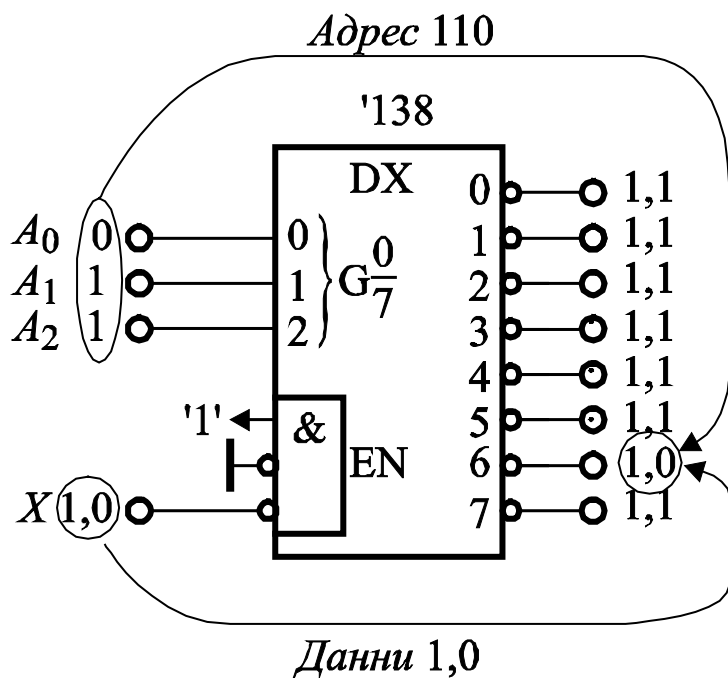 Адрес 110
'138
DX
A0 0 0
A1 1 1
A2 1 2
G 0/7
0 1,1
1 1,1
2 1,1
3 1,1
4 1,1
5 1,1
6 1,0
7 1,1
'1' &
EN
X 1,0
Данни 1,0